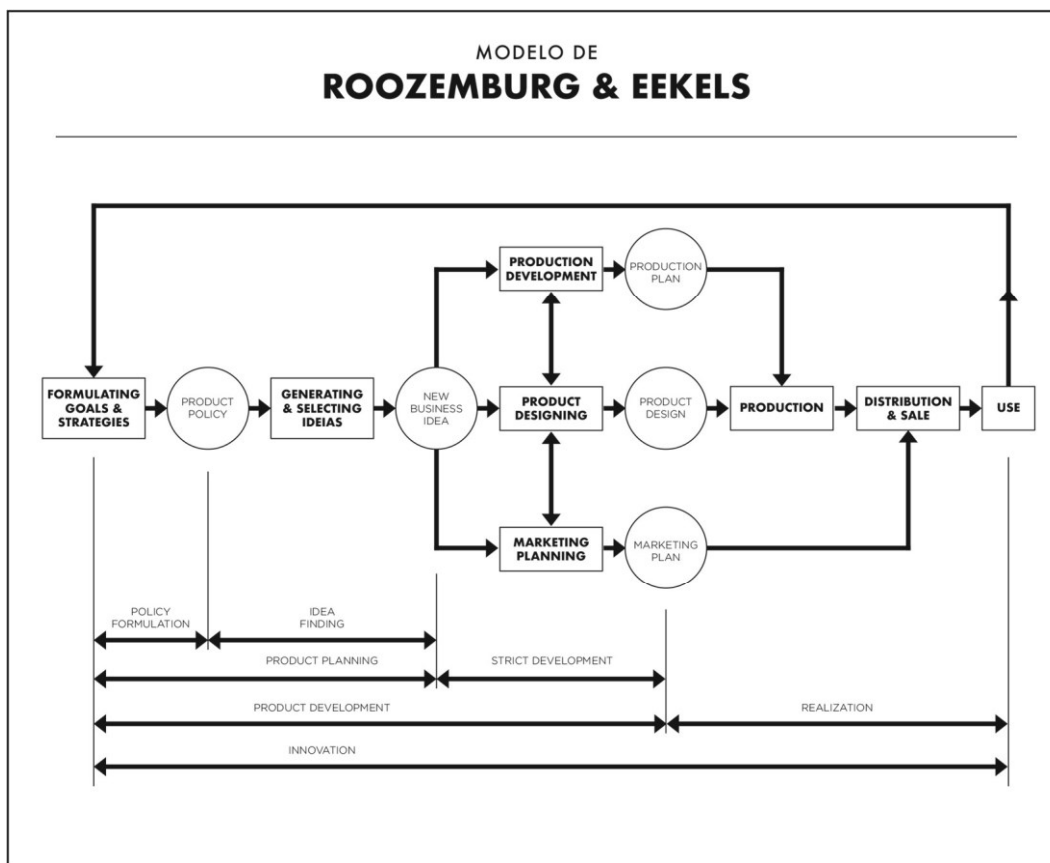 MODELO DE
ROOZEMBURG & EEKELS
PRODUCTION
DEVELOPMENT
PRODUCTION
PLAN
FORMULATING
GOALS &
STRATEGIES
PRODUCT
POLICY
GENERATING
& SELECTING
IDEIAS
NEW
BUSINESS
IDEA
PRODUCT
DESIGNING
PRODUCT
DESIGN
PRODUCTION
DISTRIBUTION
& SALE
USE
MARKETING
PLANNING
MARKETING
PLAN
POLICY
FORMULATION
IDEA
FINDING
PRODUCT PLANNING
STRICT DEVELOPMENT
PRODUCT DEVELOPMENT
REALIZATION
INNOVATION